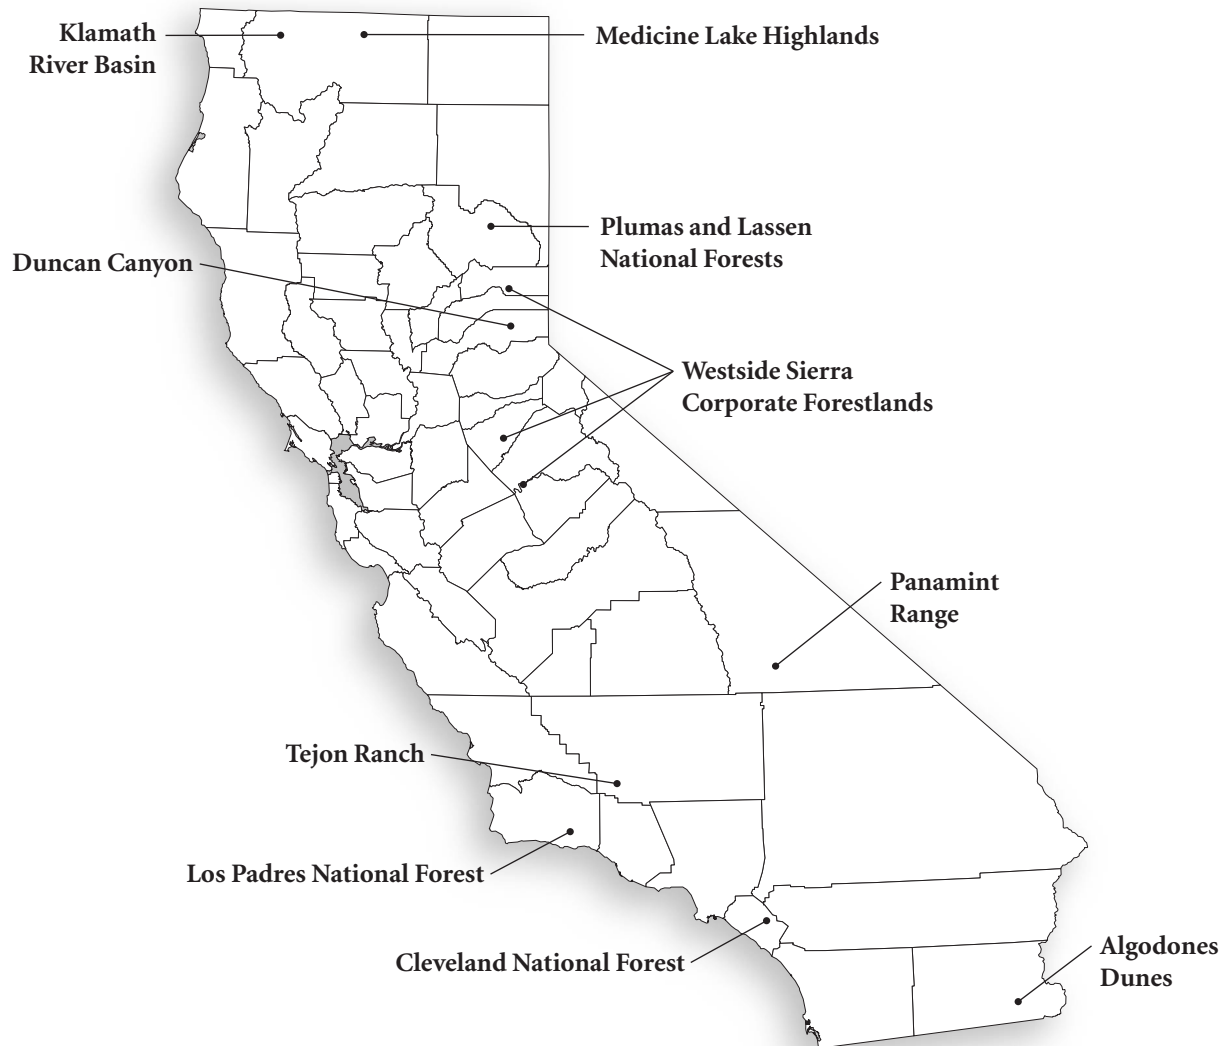 Klamath
River Basin
Medicine Lake Highlands
Plumas and Lassen
National Forests
Duncan Canyon
Westside Sierra
Corporate Forestlands
Panamint
Range
Tejon Ranch
Los Padres National Forest
Cleveland National Forest
Algodones
Dunes